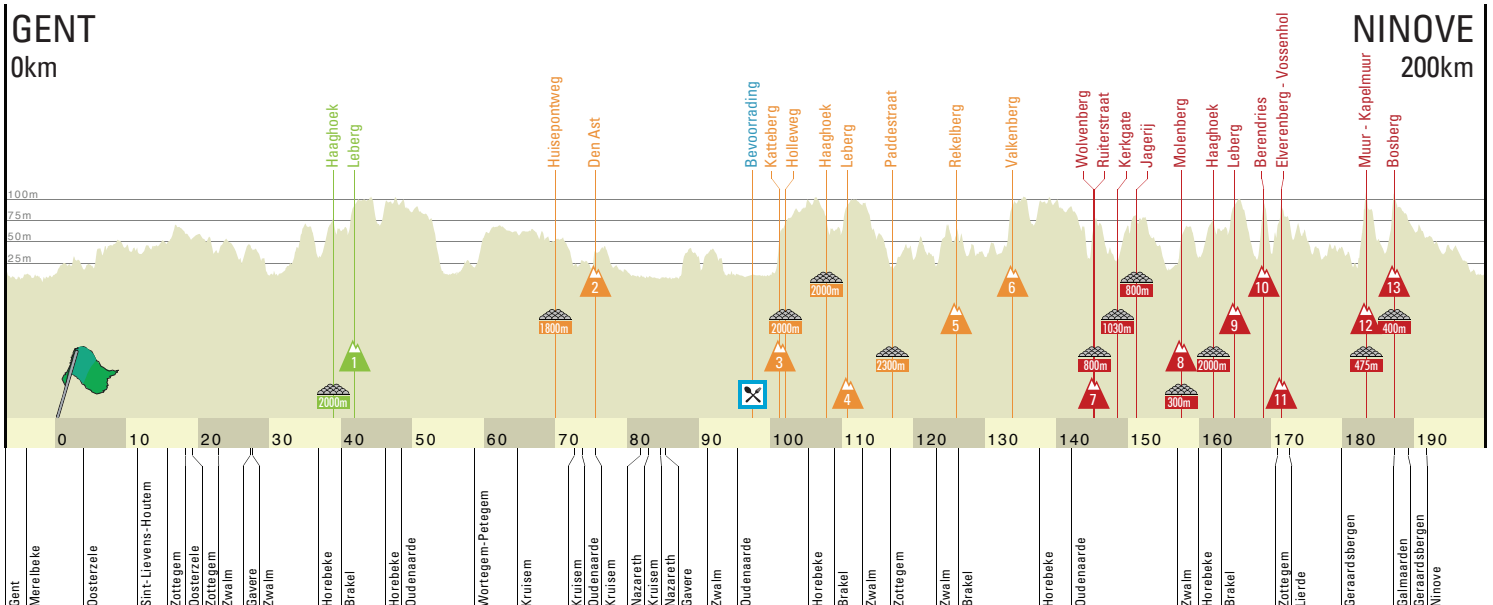 GENT
0km
NINOVE
200km
Haaghoek
Leberg
Huisepontweg
Den Ast
Bevoorrading
Katteberg
Holleweg
Haaghoek
Leberg
Paddestraat
Rekelberg
Valkenberg
Wolvenberg
Ruiterstraat
Kerkgate
Jagerij
Molenberg
Haaghoek
Leberg
Berendries
Elverenberg - Vossenhol
Muur - Kapelmuur
Bosberg
100m
75m
50m
25m
2
2000m
6
800m
10
13
1800m
2000m
5
1030m
9
12
400m
1
3
2300m
800m
8
2000m
475m
2000m
4
7
300m
11
0 10 20 30 40 50 60 70 80 90 100 110 120 130 140 150 160 170 180 190
Gent
Merelbeke
Oosterzele
Sint-Lievens-Houtem
Zottegem
Oosterzele
Zottegem
Zwalm
Gavere
Zwalm
Horebeke
Brakel
Horebeke
Oudenaarde
Wortegem-Petegem
Kruisem
Kruisem
Oudenaarde
Kruisem
Nazareth
Kruisem
Nazareth
Gavere
Zwalm
Oudenaarde
Horebeke
Brakel
Zwalm
Zottegem
Zwalm
Brakel
Horebeke
Oudenaarde
Zwalm
Horebeke
Brakel
Zottegem
Lierde
Geraardsbergen
Galmaarden
Geraardsbergen
Ninove